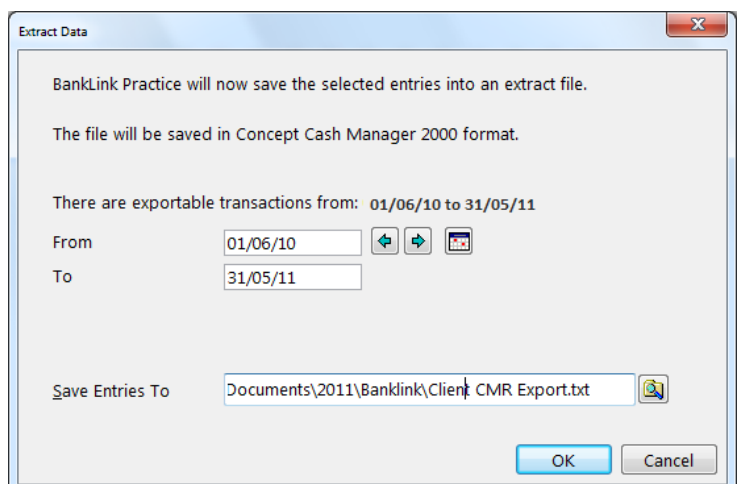 Extract Data
BankLink Practice will now save the selected entries into an extract file.
The file will be saved in Concept Cash Manager 2000 format.
There are exportable transactions from: 01/06/10 to 31/05/11
From 01/06/10
To 31/05/11
Save Entries To Documents\2011\Banklink\Client CMR Export.txt
OK Cancel